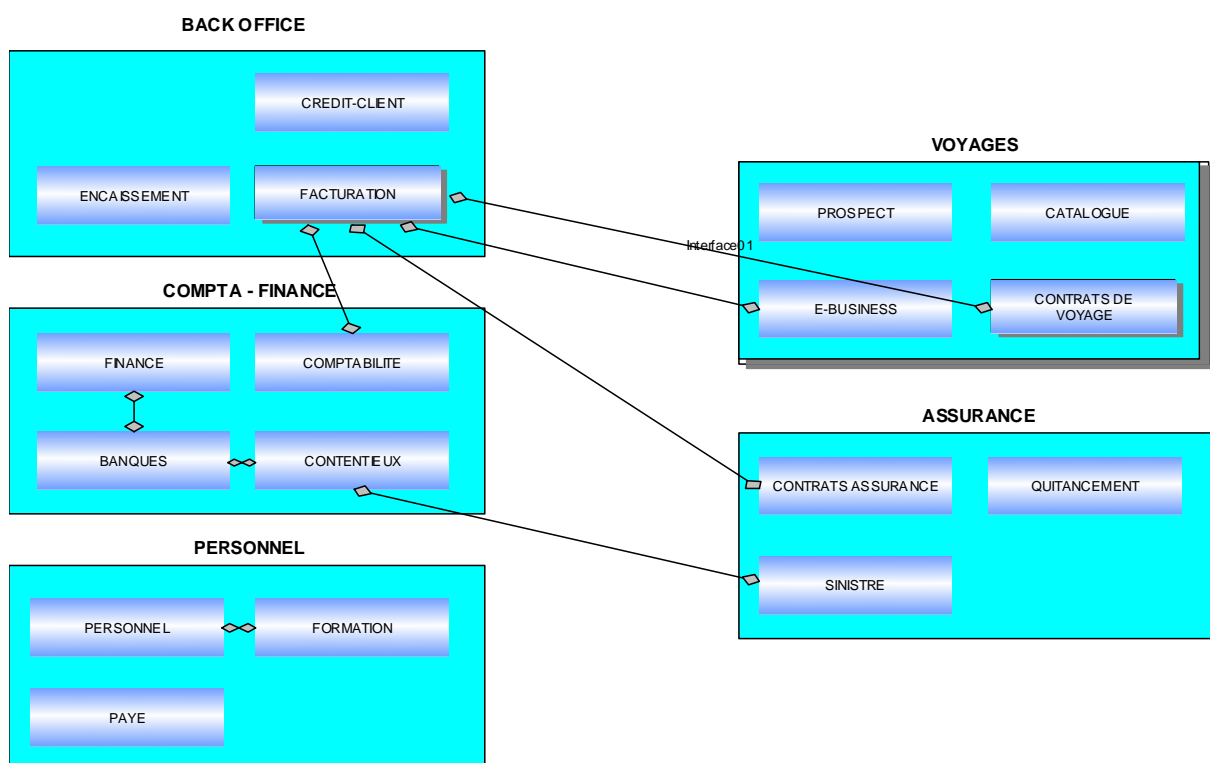 BACK OFFICE
CREDIT-CLIENT
ENCAISSEMENT
FACTURATION
VOYAGES
PROSPECT
CATALOGUE
Interface01
E-BUSINESS
CONTRATS DE
VOYAGE
COMPTA - FINANCE
FINANCE
COMPTABILITE
BANQUES
CONTENTIEUX
ASSURANCE
CONTRATS ASSURANCE
QUITANCEMENT
SINISTRE
PERSONNEL
PERSONNEL
FORMATION
PAYE